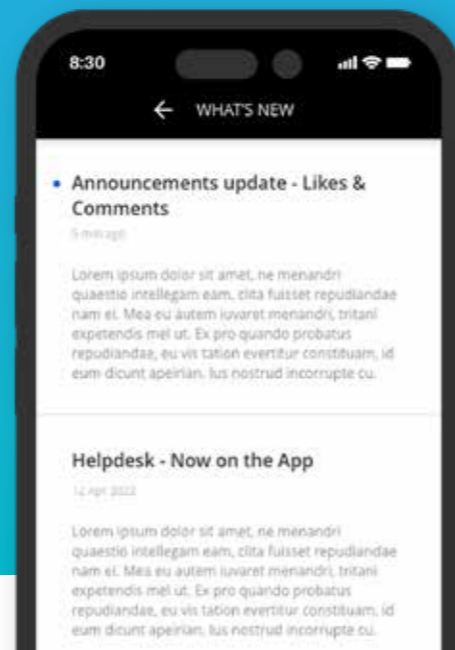 8:30
WHAT'S NEW
Announcements update - Likes &
Comments
5 min ago
Lorem ipsum dolor sit amet, ne menandri
quaestio intellegam eam, clita fuisset repudiandae
nam ei. Mea eu autem iuvaret menandri, tritani
expetendis mel ut. Ex pro quando probatus
repudiandae, eu vis tation evertitur constituam, id
eum dicunt apeirian. Ius nostrud incorrupte cu.
Helpdesk - Now on the App
12 Apr 2022
Lorem ipsum dolor sit amet, ne menandri
quaestio intellegam eam, clita fuisset repudiandae
nam ei. Mea eu autem iuvaret menandri, tritani
expetendis mel ut. Ex pro quando probatus
repudiandae, eu vis tation evertitur constituam, id
eum dicunt apeirian. Ius nostrud incorrupte cu.